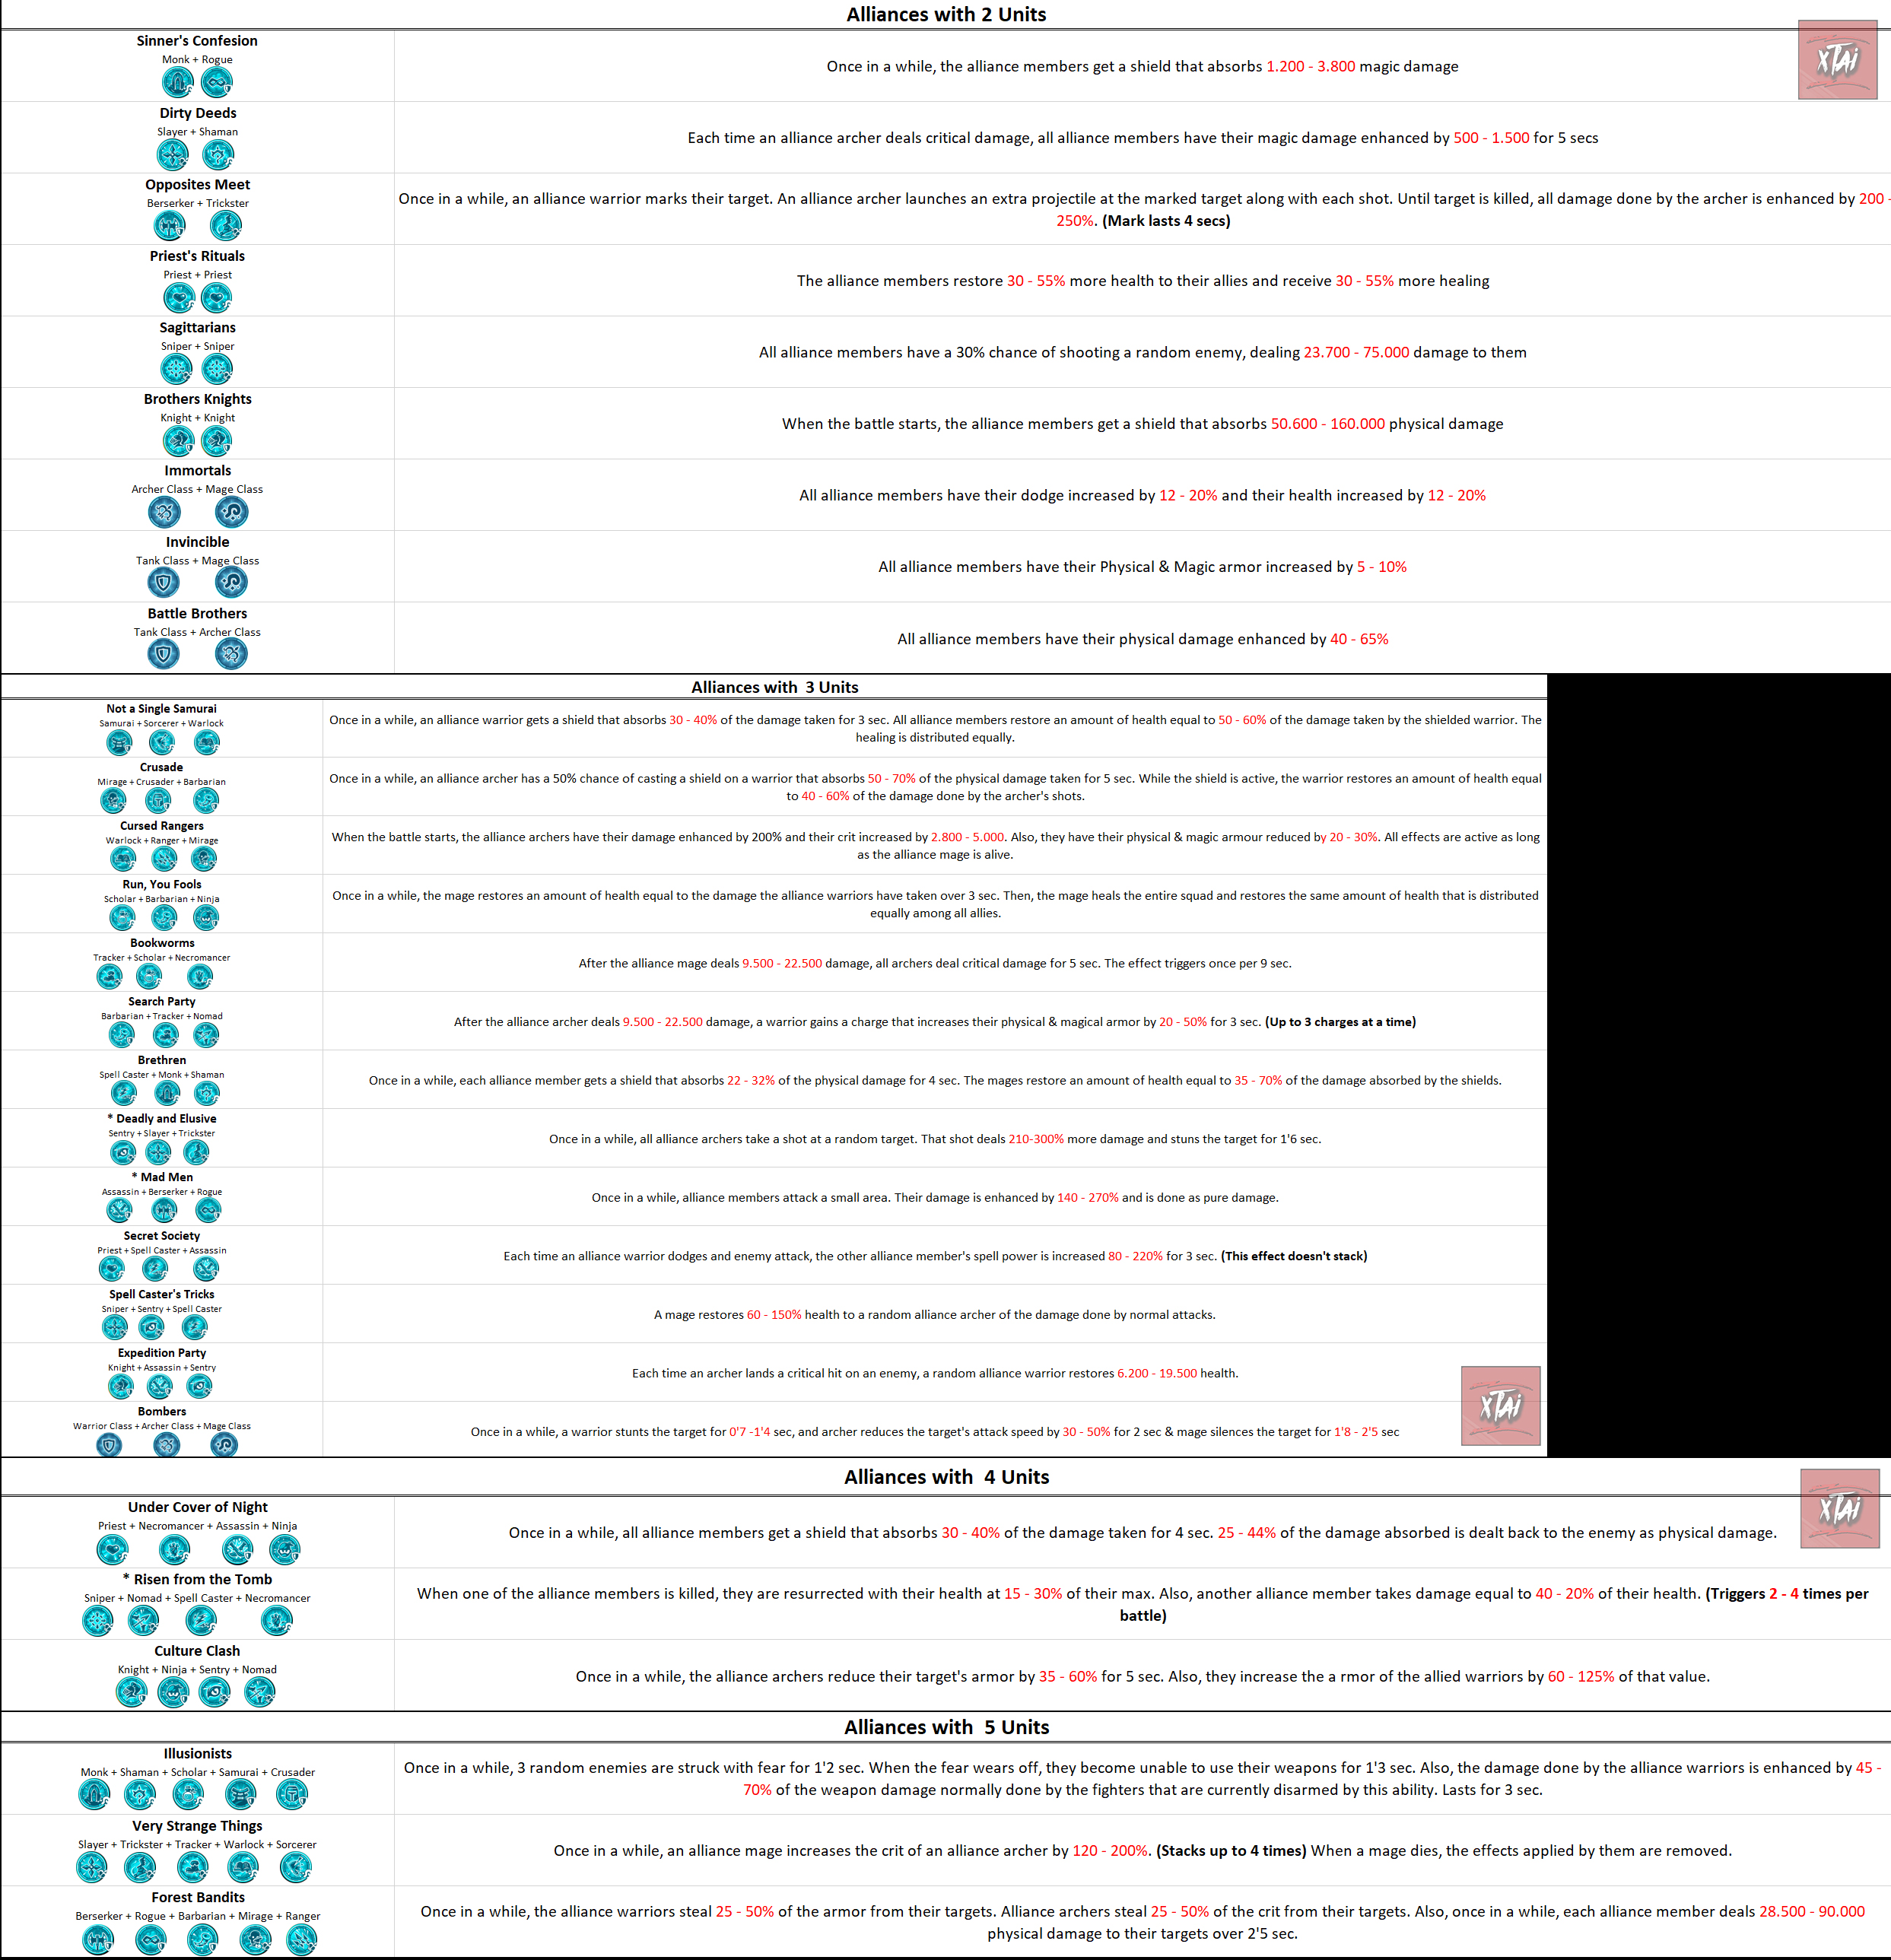 Alliances with 2 Units
xTAi
Sinner's Confesion
Monk + Rogue
Once in a while, the alliance members get a shield that absorbs 1.200 - 3.800 magic damage
Dirty Deeds
Slayer + Shaman
Each time an alliance archer deals critical damage, all alliance members have their magic damage enhanced by 500 - 1.500 for 5 secs
Opposites Meet
Berserker + Trickster
Once in a while, an alliance warrior marks their target. An alliance archer launches an extra projectile at the marked target along with each shot. Until target is killed, all damage done by the archer is enhanced by 200 -
250%. (Mark lasts 4 secs)
Priest's Rituals
Priest + Priest
The alliance members restore 30 - 55% more health to their allies and receive 30 - 55% more healing
Sagittarians
Sniper + Sniper
All alliance members have a 30% chance of shooting a random enemy, dealing 23.700 - 75.000 damage to them
Brothers Knights
Knight + Knight
When the battle starts, the alliance members get a shield that absorbs 50.600 - 160.000 physical damage
Immortals
Archer Class + Mage Class
All alliance members have their dodge increased by 12 - 20% and their health increased by 12 - 20%
Invincible
Tank Class + Mage Class
All alliance members have their Physical & Magic armor increased by 5 - 10%
Battle Brothers
Tank Class + Archer Class
All alliance members have their physical damage enhanced by 40 - 65%
Alliances with 3 Units
Not a Single Samurai
Samurai + Sorcerer + Warlock
Once in a while, an alliance warrior gets a shield that absorbs 30 - 40% of the damage taken for 3 sec. All alliance members restore an amount of health equal to 50 - 60% of the damage taken by the shielded warrior. The
healing is distributed equally.
Crusade
Mirage + Crusader + Barbarian
Once in a while, an alliance archer has a 50% chance of casting a shield on a warrior that absorbs 50 - 70% of the physical damage taken for 5 sec. While the shield is active, the warrior restores an amount of health equal
to 40 - 60% of the damage done by the archer's shots.
Cursed Rangers
Warlock + Ranger + Mirage
When the battle starts, the alliance archers have their damage enhanced by 200% and their crit increased by 2.800 - 5.000. Also, they have their physical & magic armour reduced by 20 - 30%. All effects are active as long
as the alliance mage is alive.
Run, You Fools
Scholar + Barbarian + Ninja
Once in a while, the mage restores an amount of health equal to the damage the alliance warriors have taken over 3 sec. Then, the mage heals the entire squad and restores the same amount of health that is distributed
equally among all allies.
Bookworms
Tracker + Scholar + Necromancer
After the alliance mage deals 9.500 - 22.500 damage, all archers deal critical damage for 5 sec. The effect triggers once per 9 sec.
Search Party
Barbarian + Tracker + Nomad
After the alliance archer deals 9.500 - 22.500 damage, a warrior gains a charge that increases their physical & magical armor by 20 - 50% for 3 sec. (Up to 3 charges at a time)
Brethren
Spell Caster + Monk + Shaman
Once in a while, each alliance member gets a shield that absorbs 22 - 32% of the physical damage for 4 sec. The mages restore an amount of health equal to 35 - 70% of the damage absorbed by the shields.
* Deadly and Elusive
Sentry + Slayer + Trickster
Once in a while, all alliance archers take a shot at a random target. That shot deals 210-300% more damage and stuns the target for 1'6 sec.
* Mad Men
Assassin + Berserker + Rogue
Once in a while, alliance members attack a small area. Their damage is enhanced by 140 - 270% and is done as pure damage.
Secret Society
Priest + Spell Caster + Assassin
Each time an alliance warrior dodges and enemy attack, the other alliance member's spell power is increased 80 - 220% for 3 sec. (This effect doesn't stack)
Spell Caster's Tricks
Sniper + Sentry + Spell Caster
A mage restores 60 - 150% health to a random alliance archer of the damage done by normal attacks.
Expedition Party
Knight + Assassin + Sentry
Each time an archer lands a critical hit on an enemy, a random alliance warrior restores 6.200 - 19.500 health.
xTAi
Bombers
Warrior Class + Archer Class + Mage Class
Once in a while, a warrior stunts the target for 0'7 -1'4 sec, and archer reduces the target's attack speed by 30 - 50% for 2 sec & mage silences the target for 1'8 - 2'5 sec
Alliances with 4 Units
xTAi
Under Cover of Night
Priest + Necromancer + Assassin + Ninja
Once in a while, all alliance members get a shield that absorbs 30 - 40% of the damage taken for 4 sec. 25 - 44% of the damage absorbed is dealt back to the enemy as physical damage.
* Risen from the Tomb
Sniper + Nomad + Spell Caster + Necromancer
When one of the alliance members is killed, they are resurrected with their health at 15 - 30% of their max. Also, another alliance member takes damage equal to 40 - 20% of their health. (Triggers 2 - 4 times per
battle)
Culture Clash
Knight + Ninja + Sentry + Nomad
Once in a while, the alliance archers reduce their target's armor by 35 - 60% for 5 sec. Also, they increase the a rmor of the allied warriors by 60 - 125% of that value.
Alliances with 5 Units
Illusionists
Monk + Shaman + Scholar + Samurai + Crusader
Once in a while, 3 random enemies are struck with fear for 1'2 sec. When the fear wears off, they become unable to use their weapons for 1'3 sec. Also, the damage done by the alliance warriors is enhanced by 45 -
70% of the weapon damage normally done by the fighters that are currently disarmed by this ability. Lasts for 3 sec.
Very Strange Things
Slayer + Trickster + Tracker + Warlock + Sorcerer
Once in a while, an alliance mage increases the crit of an alliance archer by 120 - 200%. (Stacks up to 4 times) When a mage dies, the effects applied by them are removed.
Forest Bandits
Berserker + Rogue + Barbarian + Mirage + Ranger
Once in a while, the alliance warriors steal 25 - 50% of the armor from their targets. Alliance archers steal 25 - 50% of the crit from their targets. Also, once in a while, each alliance member deals 28.500 - 90.000
physical damage to their targets over 2'5 sec.